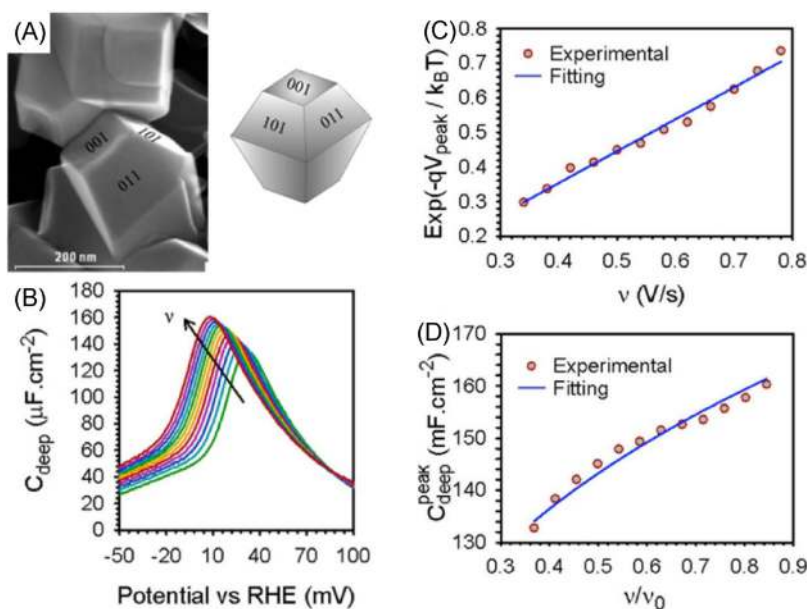 (A)
001
101
011
200 nm
001
101
011
(B)
180
160
140
120
100
80
60
40
20
0
C_deep (μF.cm⁻²)
ν
-50 -20 10 40 70 100
Potential vs RHE (mV)
(C)
0.8
0.7
0.6
0.5
0.4
0.3
0.2
Exp(-qV_peak / k_BT)
Experimental
Fitting
0.3 0.4 0.5 0.6 0.7 0.8
ν (V/s)
(D)
170
160
150
140
130
C_deep^peak (mF.cm⁻²)
Experimental
Fitting
0.3 0.4 0.5 0.6 0.7 0.8 0.9
ν/ν₀